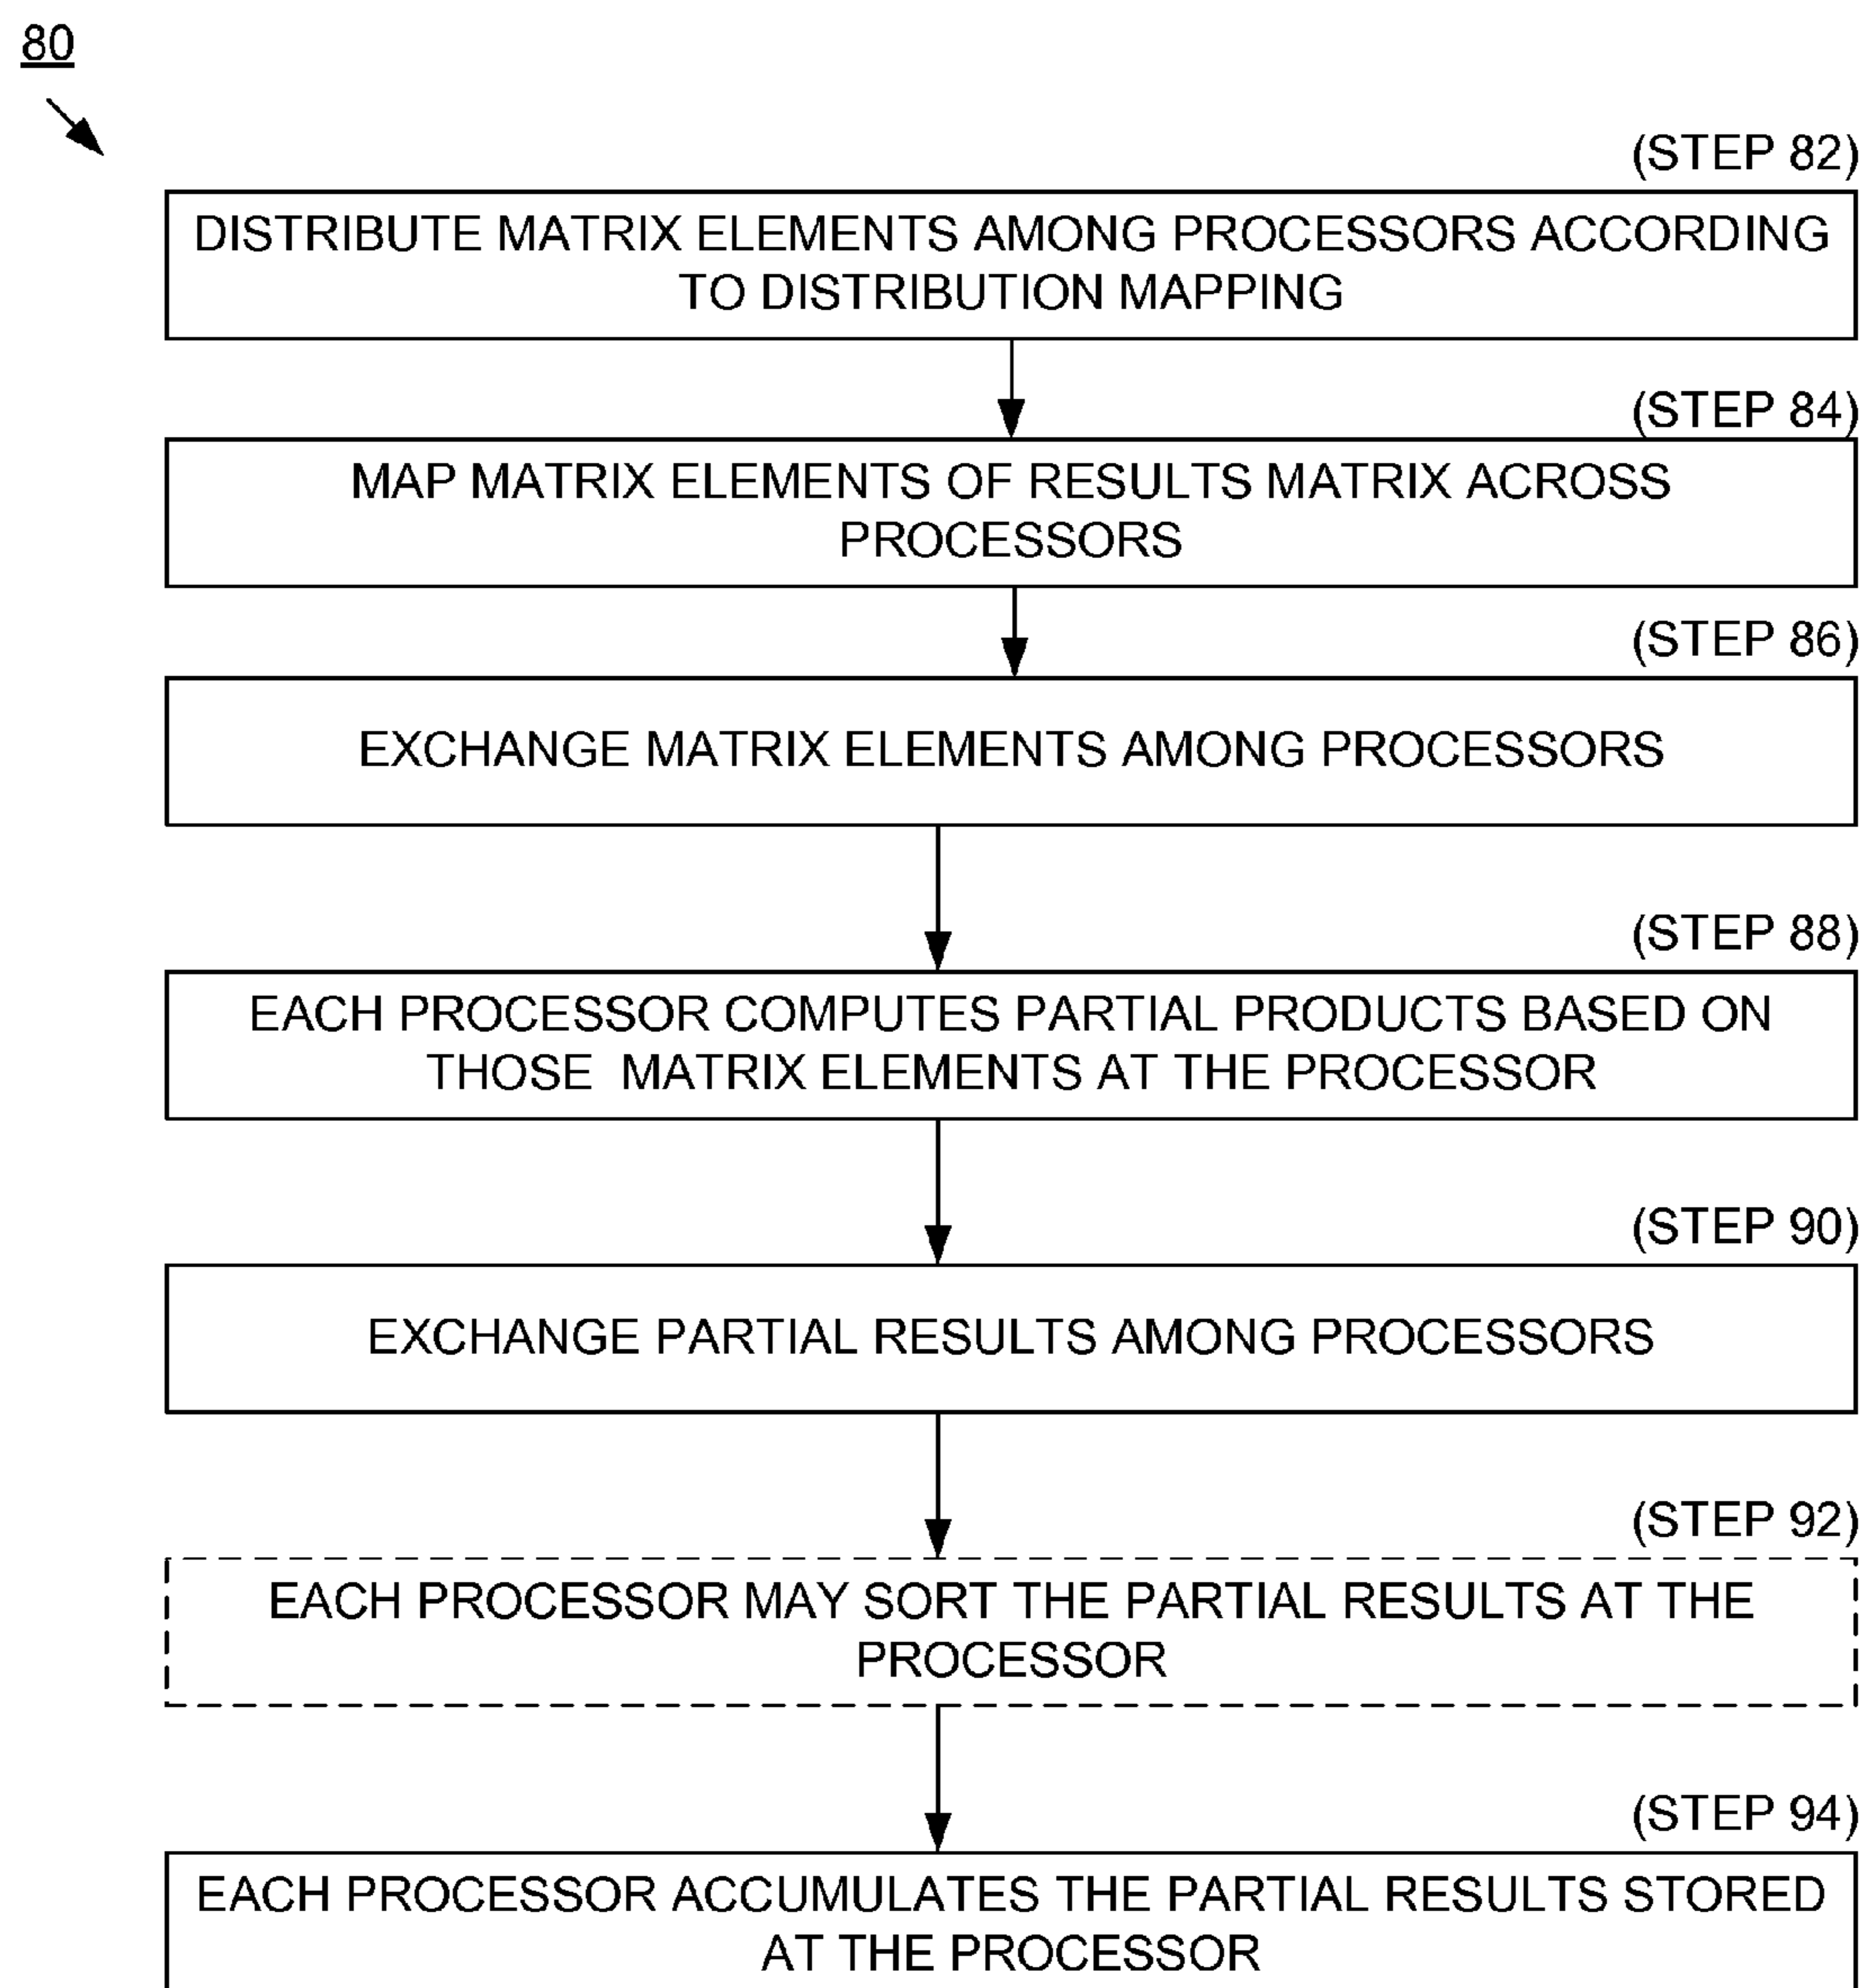 80
(STEP 82)
DISTRIBUTE MATRIX ELEMENTS AMONG PROCESSORS ACCORDING
TO DISTRIBUTION MAPPING
(STEP 84)
MAP MATRIX ELEMENTS OF RESULTS MATRIX ACROSS
PROCESSORS
(STEP 86)
EXCHANGE MATRIX ELEMENTS AMONG PROCESSORS
(STEP 88)
EACH PROCESSOR COMPUTES PARTIAL PRODUCTS BASED ON
THOSE MATRIX ELEMENTS AT THE PROCESSOR
(STEP 90)
EXCHANGE PARTIAL RESULTS AMONG PROCESSORS
(STEP 92)
EACH PROCESSOR MAY SORT THE PARTIAL RESULTS AT THE
PROCESSOR
(STEP 94)
EACH PROCESSOR ACCUMULATES THE PARTIAL RESULTS STORED
AT THE PROCESSOR